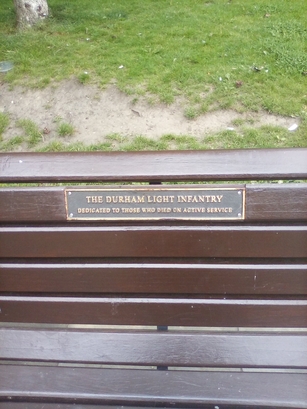 THE DURHAM LIGHT INFANTRY
DEDICATED TO THOSE WHO DIED ON ACTIVE SERVICE